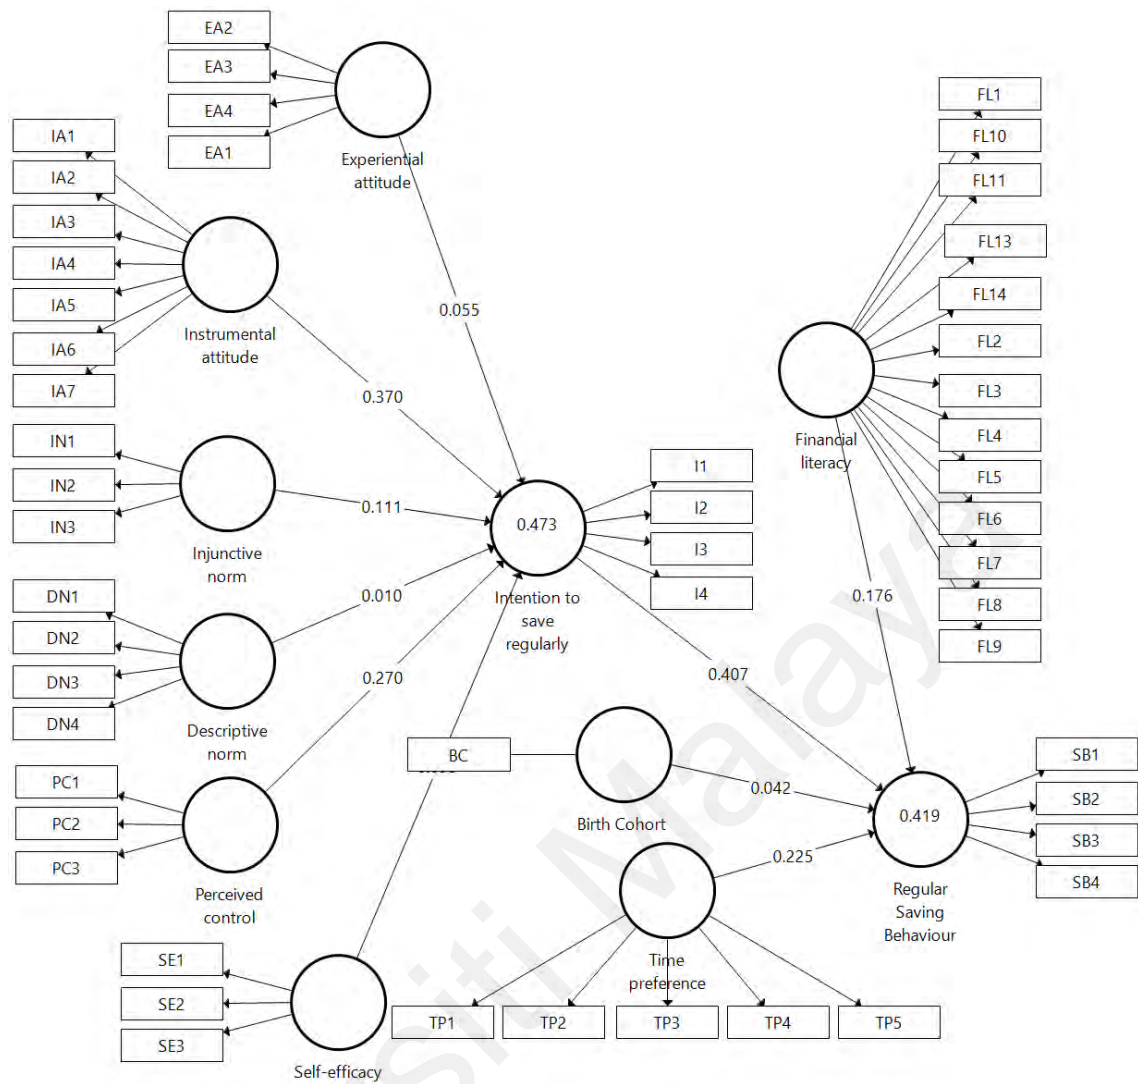 EA2
EA3
EA4
EA1
Experiential
attitude
IA1
IA2
IA3
IA4
IA5
IA6
IA7
Instrumental
attitude
0.055
0.370
IN1
IN2
IN3
Injunctive
norm
0.111
DN1
DN2
DN3
DN4
Descriptive
norm
0.010
PC1
PC2
PC3
Perceived
control
0.270
SE1
SE2
SE3
Self-efficacy
0.473
Intention to
save
regularly
I1
I2
I3
I4
0.407
BC
Birth Cohort
0.042
Time
preference
0.225
TP1
TP2
TP3
TP4
TP5
FL1
FL10
FL11
FL13
FL14
FL2
FL3
FL4
FL5
FL6
FL7
FL8
FL9
Financial
literacy
0.176
0.419
Regular
Saving
Behaviour
SB1
SB2
SB3
SB4
siti Malaya